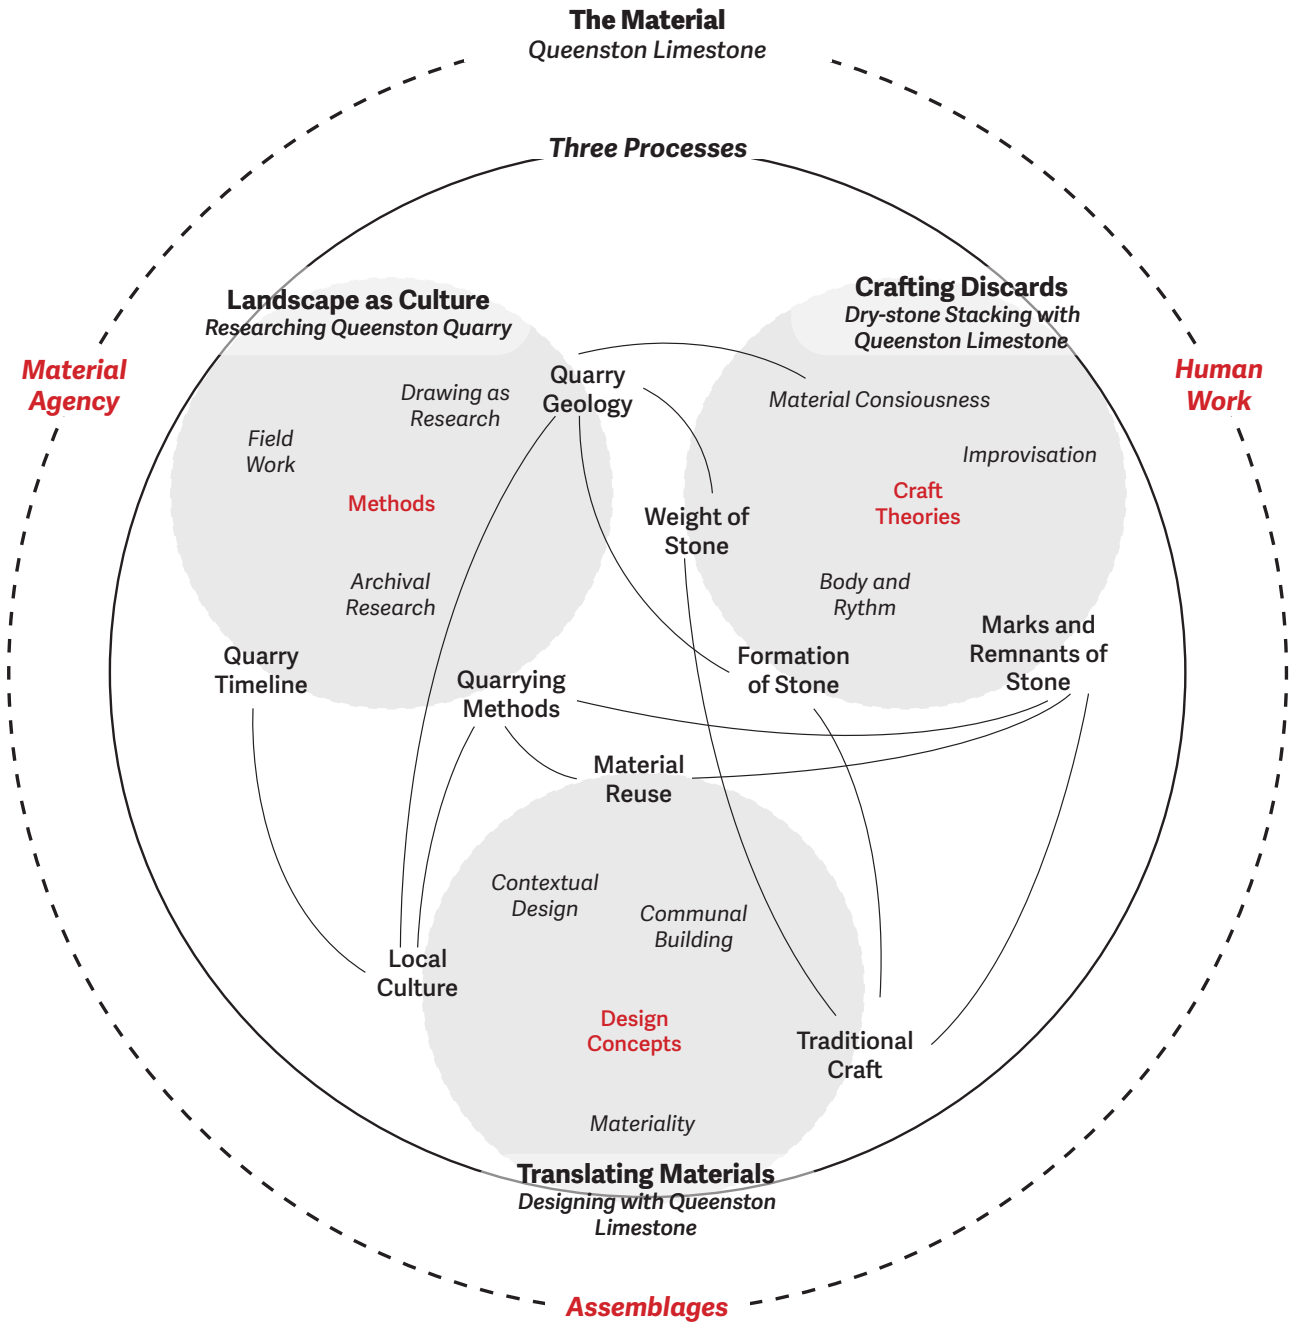 The Material
Queenston Limestone
Three Processes
Landscape as Culture
Researching Queenston Quarry
Crafting Discards
Dry-stone Stacking with
Queenston Limestone
Material
Agency
Human
Work
Quarry
Geology
Drawing as
Research
Field
Work
Methods
Archival
Research
Quarry
Timeline
Quarrying
Methods
Material Consiousness
Improvisation
Craft
Theories
Weight of
Stone
Body and
Rythm
Formation
of Stone
Marks and
Remnants of
Stone
Material
Reuse
Contextual
Design
Communal
Building
Local
Culture
Design
Concepts
Traditional
Craft
Materiality
Translating Materials
Designing with Queenston
Limestone
Assemblages